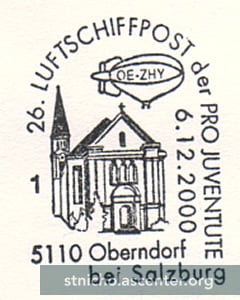 26. LUFTSCHIFFPOST der PRO JUVENTUTE
OE-ZHY
6.12.2000
1
5110 Oberndorf
bei Salzburg
stnicholascenter.org